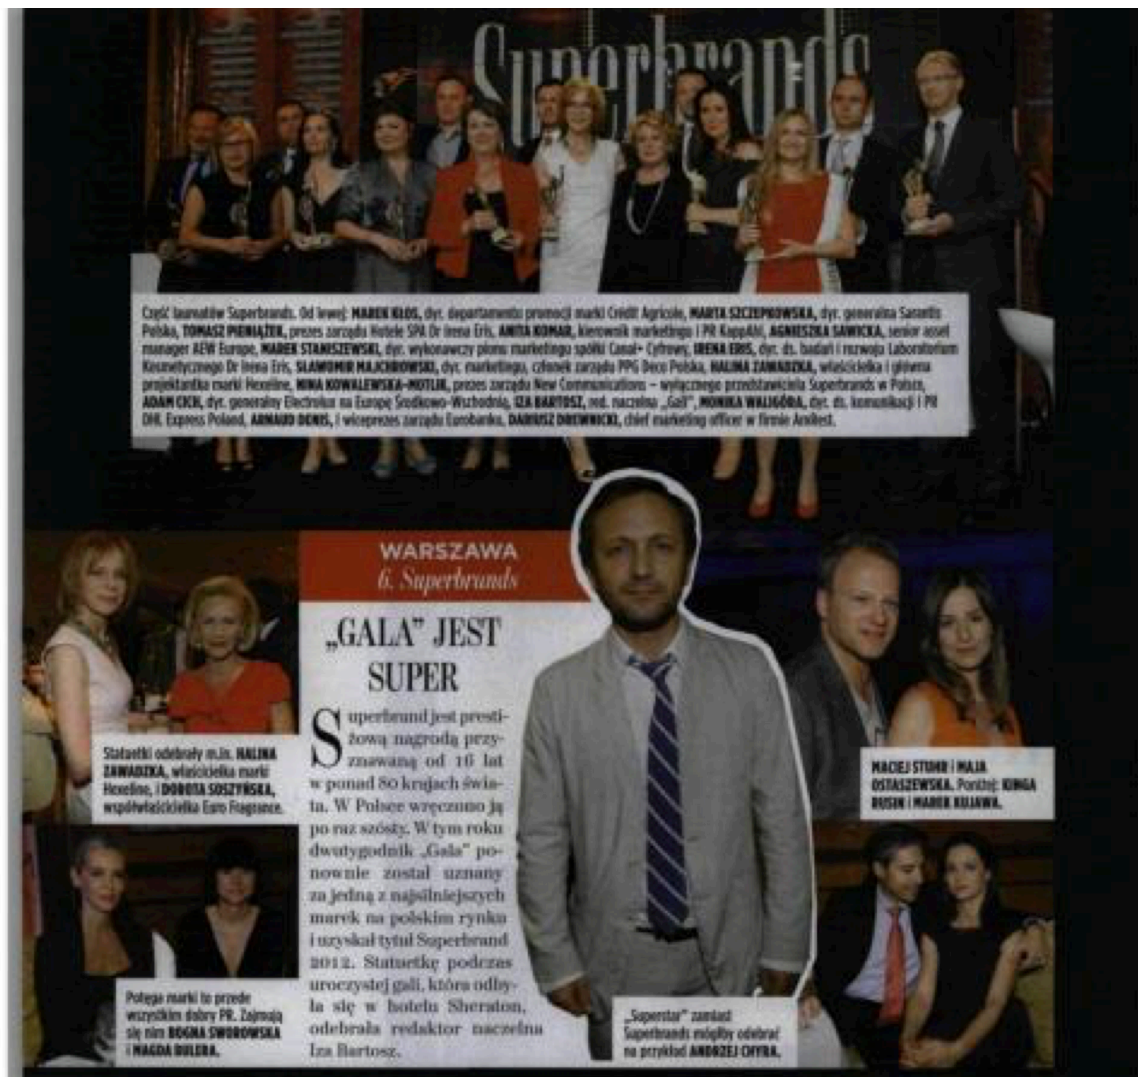 Superbrands
Część laureatów Superbrands. Od lewej: MAREK KŁOS, dyr. departamentu promocji marki Crédit Agricole, MARTA SZCZEPKOWSKA, dyr. generalna Sarantis
Polska, TOMASZ PIENIĄŻEK, prezes zarządu Hotele SPA Dr Irena Eris, ANITA KOMAR, kierownik marketingu i PR KappAhl, AGNIESZKA SAWICKA, senior asset
manager AEW Europe, MAREK STANISZEWSKI, dyr. wykonawczy pionu marketingu spółki Canal+ Cyfrowy, IRENA ERIS, dyr. ds. badań i rozwoju Laboratorium
Kosmetycznego Dr Irena Eris, SŁAWOMIR MAJCHROWSKI, dyr. marketingu, członek zarządu PPG Deco Polska, HALINA ZAWADZKA, właścicielka i główna
projektantka marki Hexeline, NINA KOWALEWSKA-MOTLIK, prezes zarządu New Communications – wyłącznego przedstawiciela Superbrands w Polsce,
ADAM CICH, dyr. generalny Electrolux na Europę Środkowo-Wschodnią, IZA BARTOSZ, red. naczelna „Gali”, MONIKA WALIGÓRA, dyr. ds. komunikacji i PR
DHL Express Poland, ARNAUD DENIS, I wiceprezes zarządu Eurobanku, DARIUSZ DREWNICKI, chief marketing officer w firmie AmRest.
WARSZAWA
6. Superbrands
„GALA” JEST
SUPER
Superbrand jest presti-
żową nagrodą przy-
znawaną od 16 lat
w ponad 80 krajach świa-
ta. W Polsce wręczono ją
po raz szósty. W tym roku
dwutygodnik „Gala” po-
nownie został uznany
za jedną z najsilniejszych
marek na polskim rynku
i uzyskał tytuł Superbrand
2012. Statuetkę podczas
uroczystej gali, która odby-
ła się w hotelu Sheraton,
odebrała redaktor naczelna
Iza Bartosz.
Statuetki odebrały m.in. HALINA
ZAWADZKA, właścicielka marki
Hexeline, i DOROTA SOSZYŃSKA,
współwłaścicielka Euro Fragrance.
Potęga marki to przede
wszystkim dobry PR. Zajmują
się nim BOGNA SWOROWSKA
i MAGDA BULERA.
MACIEJ STUHR i MAJA
OSTASZEWSKA. Poniżej: KINGA
RUSIN i MAREK KUJAWA.
„Superstar” zamiast
Superbrands mógłby odebrać
na przykład ANDRZEJ CHYRA.